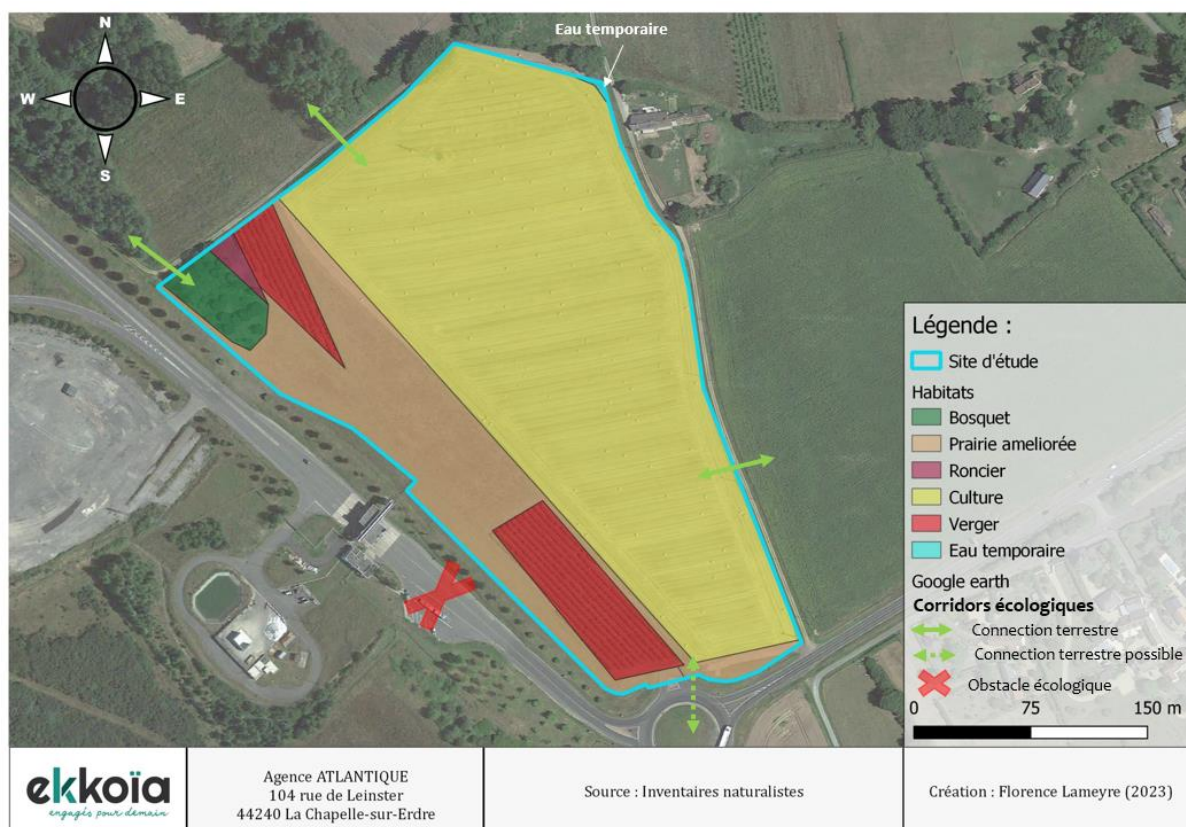 Eau temporaire
N
W
E
S
Légende :
Site d'étude
Habitats
Bosquet
Prairie ameliorée
Roncier
Culture
Verger
Eau temporaire
Google earth
Corridors écologiques
Connection terrestre
Connection terrestre possible
Obstacle écologique
0 75 150 m
ekkoïa
engagés pour demain
Agence ATLANTIQUE
104 rue de Leinster
44240 La Chapelle-sur-Erdre
Source : Inventaires naturalistes
Création : Florence Lameyre (2023)